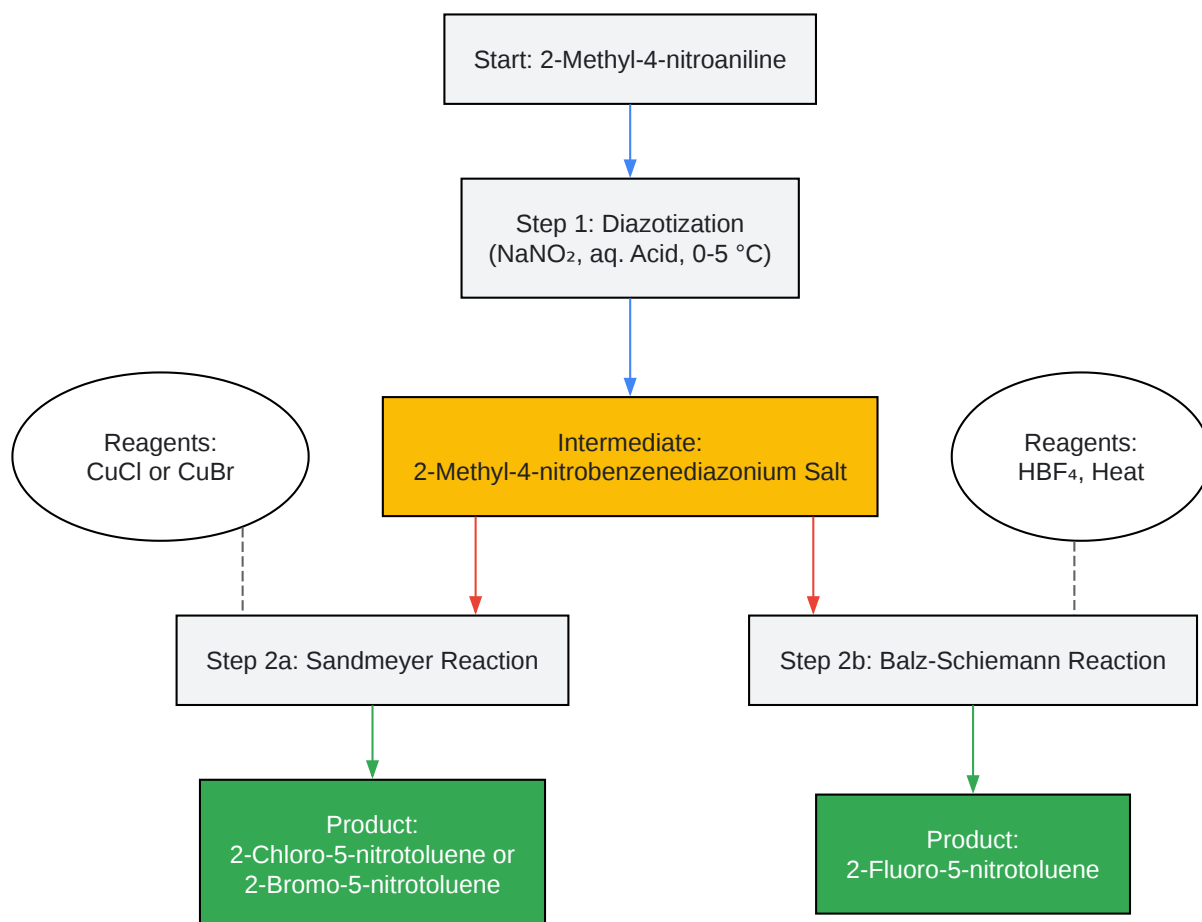 Start: 2-Methyl-4-nitroaniline
Step 1: Diazotization
(NaNO₂, aq. Acid, 0-5 °C)
Reagents:
CuCl or CuBr
Intermediate:
2-Methyl-4-nitrobenzenediazonium Salt
Reagents:
HBF₄, Heat
Step 2a: Sandmeyer Reaction
Step 2b: Balz-Schiemann Reaction
Product:
2-Chloro-5-nitrotoluene or
2-Bromo-5-nitrotoluene
Product:
2-Fluoro-5-nitrotoluene